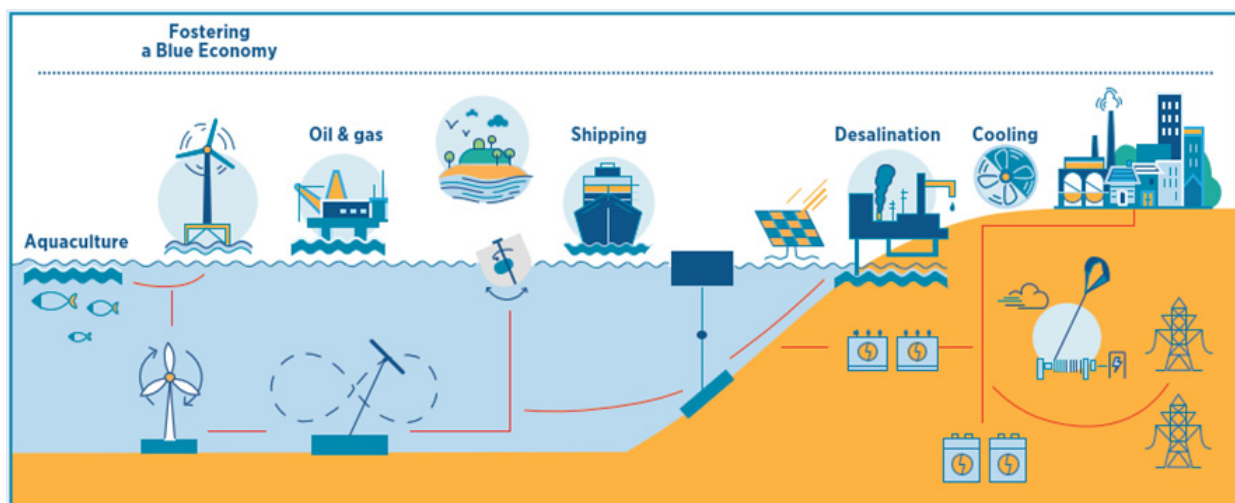 Fostering
a Blue Economy
Oil & gas
Shipping
Desalination
Cooling
Aquaculture